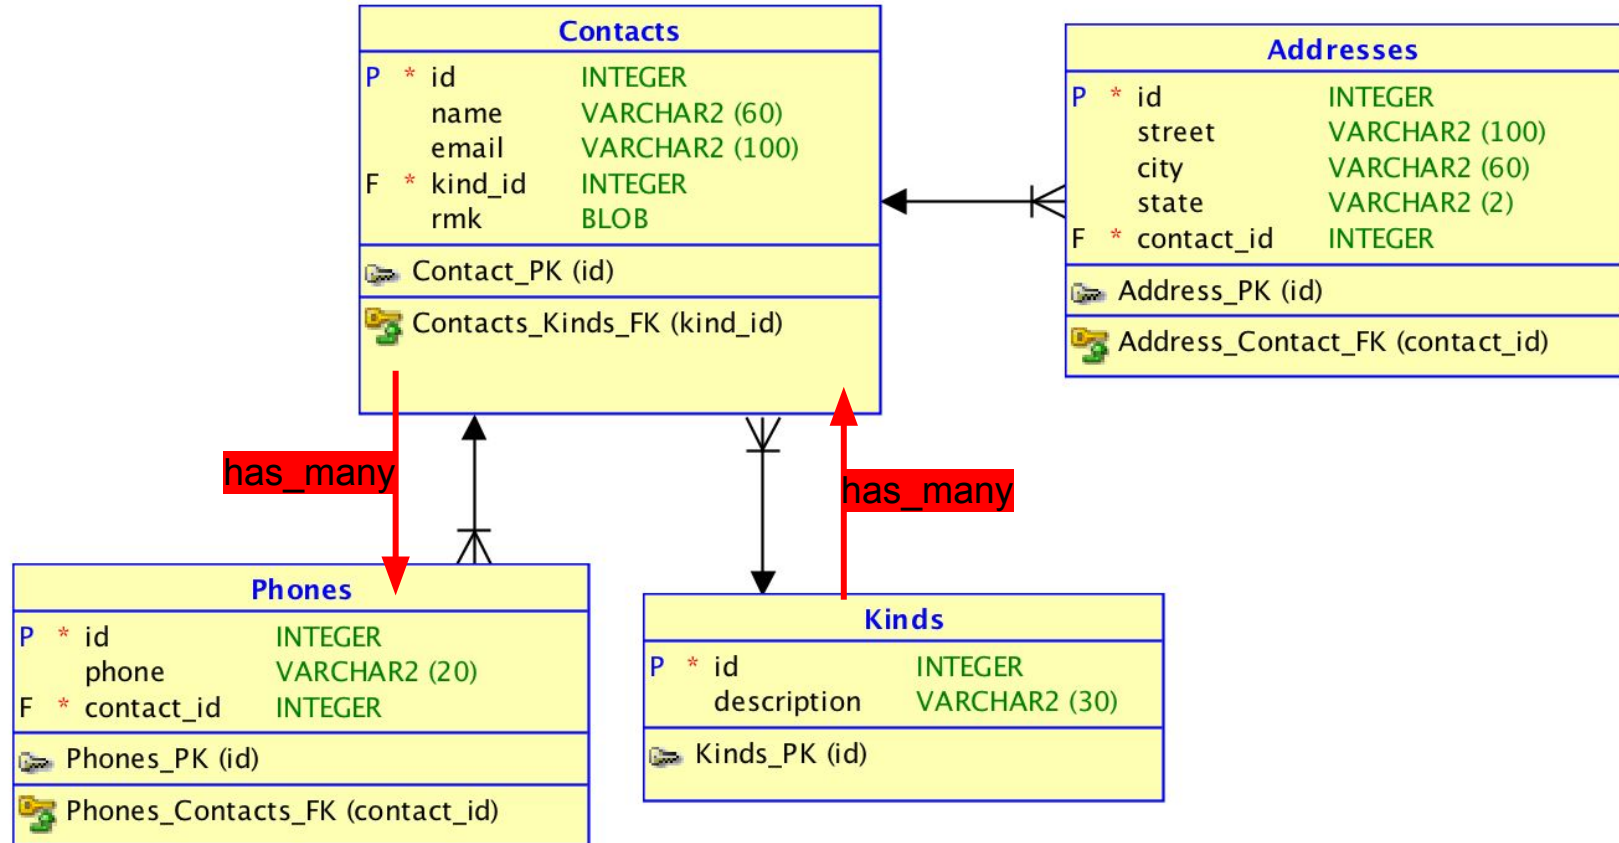 Contacts
P * id INTEGER
name VARCHAR2 (60)
email VARCHAR2 (100)
F * kind_id INTEGER
rmk BLOB
Contact_PK (id)
Contacts_Kinds_FK (kind_id)
Addresses
P * id INTEGER
street VARCHAR2 (100)
city VARCHAR2 (60)
state VARCHAR2 (2)
F * contact_id INTEGER
Address_PK (id)
Address_Contact_FK (contact_id)
has_many
has_many
Phones
P * id INTEGER
phone VARCHAR2 (20)
F * contact_id INTEGER
Phones_PK (id)
Phones_Contacts_FK (contact_id)
Kinds
P * id INTEGER
description VARCHAR2 (30)
Kinds_PK (id)